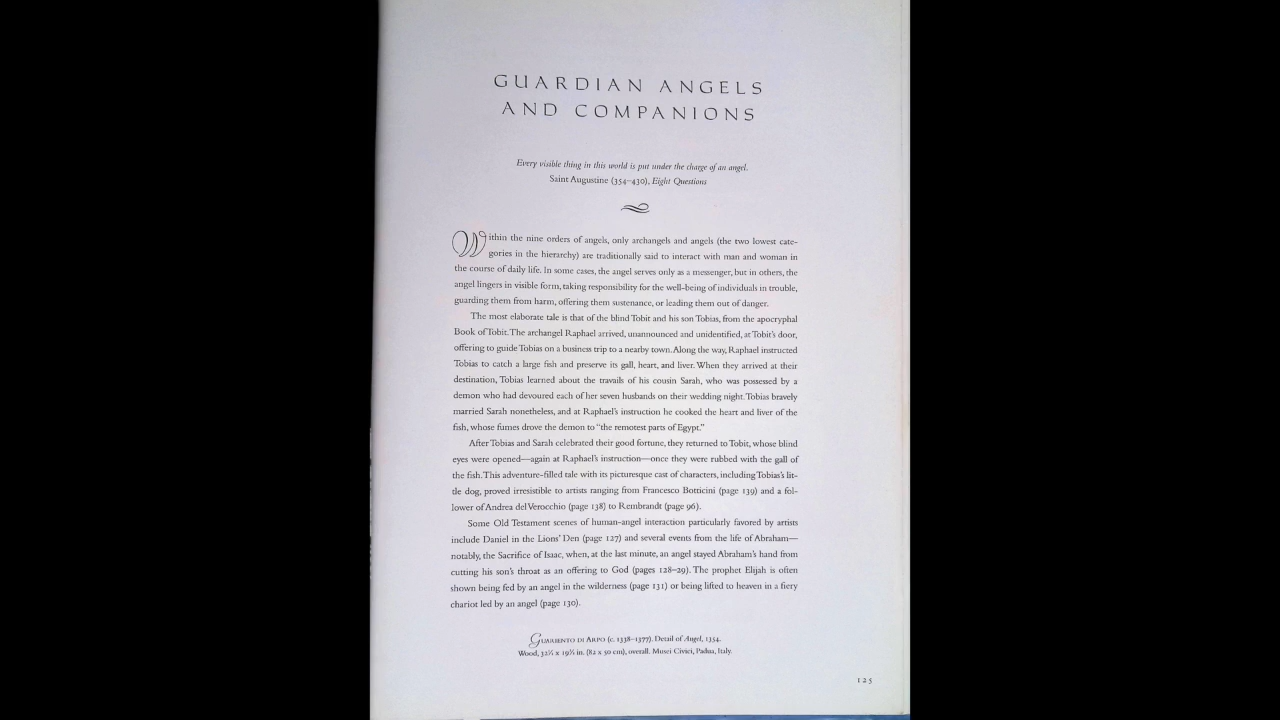 GUARDIAN ANGELS
AND COMPANIONS
Every visible thing in this world is put under the charge of an angel.
Saint Augustine (354–430), Eight Questions
Within the nine orders of angels, only archangels and angels (the two lowest cate-
gories in the hierarchy) are traditionally said to interact with man and woman in
the course of daily life. In some cases, the angel serves only as a messenger, but in others, the
angel lingers in visible form, taking responsibility for the well-being of individuals in trouble,
guarding them from harm, offering them sustenance, or leading them out of danger.
The most elaborate tale is that of the blind Tobit and his son Tobias, from the apocryphal
Book of Tobit. The archangel Raphael arrived, unannounced and unidentified, at Tobit's door,
offering to guide Tobias on a business trip to a nearby town. Along the way, Raphael instructed
Tobias to catch a large fish and preserve its gall, heart, and liver. When they arrived at their
destination, Tobias learned about the travails of his cousin Sarah, who was possessed by a
demon who had devoured each of her seven husbands on their wedding night. Tobias bravely
married Sarah nonetheless, and at Raphael's instruction he cooked the heart and liver of the
fish, whose fumes drove the demon to "the remotest parts of Egypt."
After Tobias and Sarah celebrated their good fortune, they returned to Tobit, whose blind
eyes were opened—again at Raphael's instruction—once they were rubbed with the gall of
the fish. This adventure-filled tale with its picturesque cast of characters, including Tobias's lit-
tle dog, proved irresistible to artists ranging from Francesco Botticini (page 139) and a fol-
lower of Andrea del Verocchio (page 138) to Rembrandt (page 96).
Some Old Testament scenes of human-angel interaction particularly favored by artists
include Daniel in the Lions' Den (page 127) and several events from the life of Abraham—
notably, the Sacrifice of Isaac, when, at the last minute, an angel stayed Abraham's hand from
cutting his son's throat as an offering to God (pages 128–29). The prophet Elijah is often
shown being fed by an angel in the wilderness (page 131) or being lifted to heaven in a fiery
chariot led by an angel (page 130).
GUARIENTO DI ARPO (c. 1338–1377). Detail of Angel, 1354.
Wood, 32¼ x 19¾ in. (82 x 50 cm), overall. Musei Civici, Padua, Italy.
125